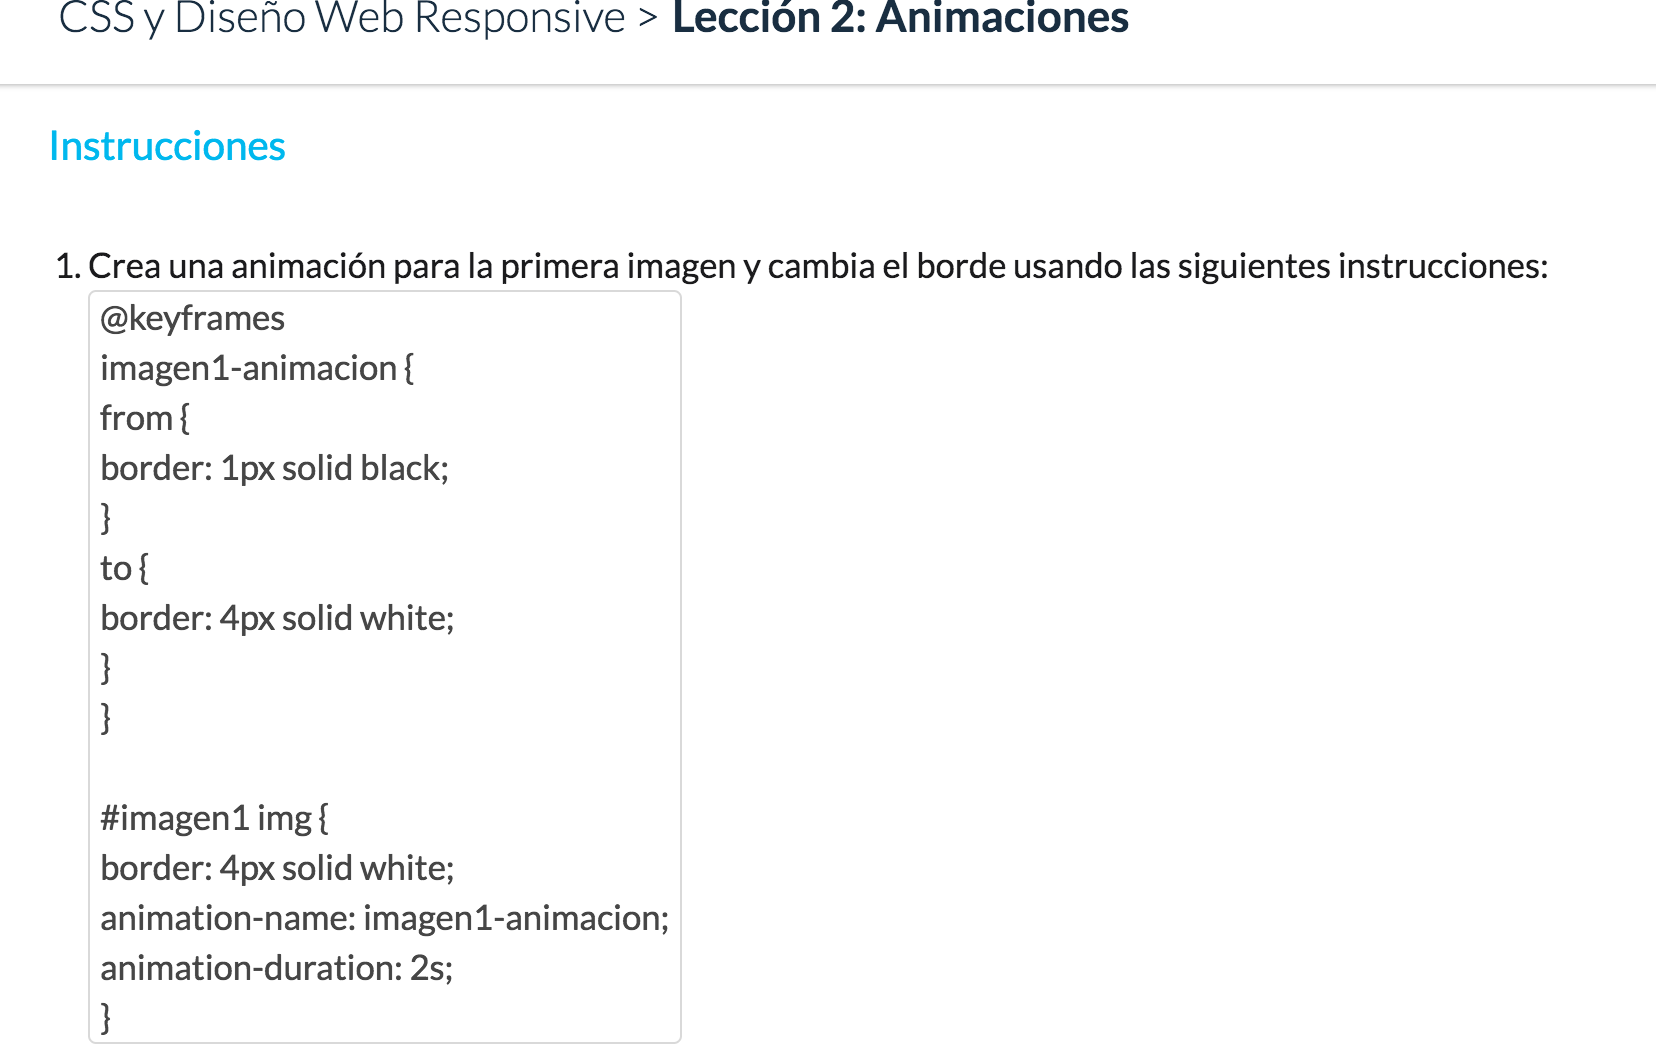 CSS y Diseño Web Responsive > Lección 2: Animaciones
Instrucciones
1. Crea una animación para la primera imagen y cambia el borde usando las siguientes instrucciones:
@keyframes
imagen1-animacion {
from {
border: 1px solid black;
}
to {
border: 4px solid white;
}
}
#imagen1 img {
border: 4px solid white;
animation-name: imagen1-animacion;
animation-duration: 2s;
}